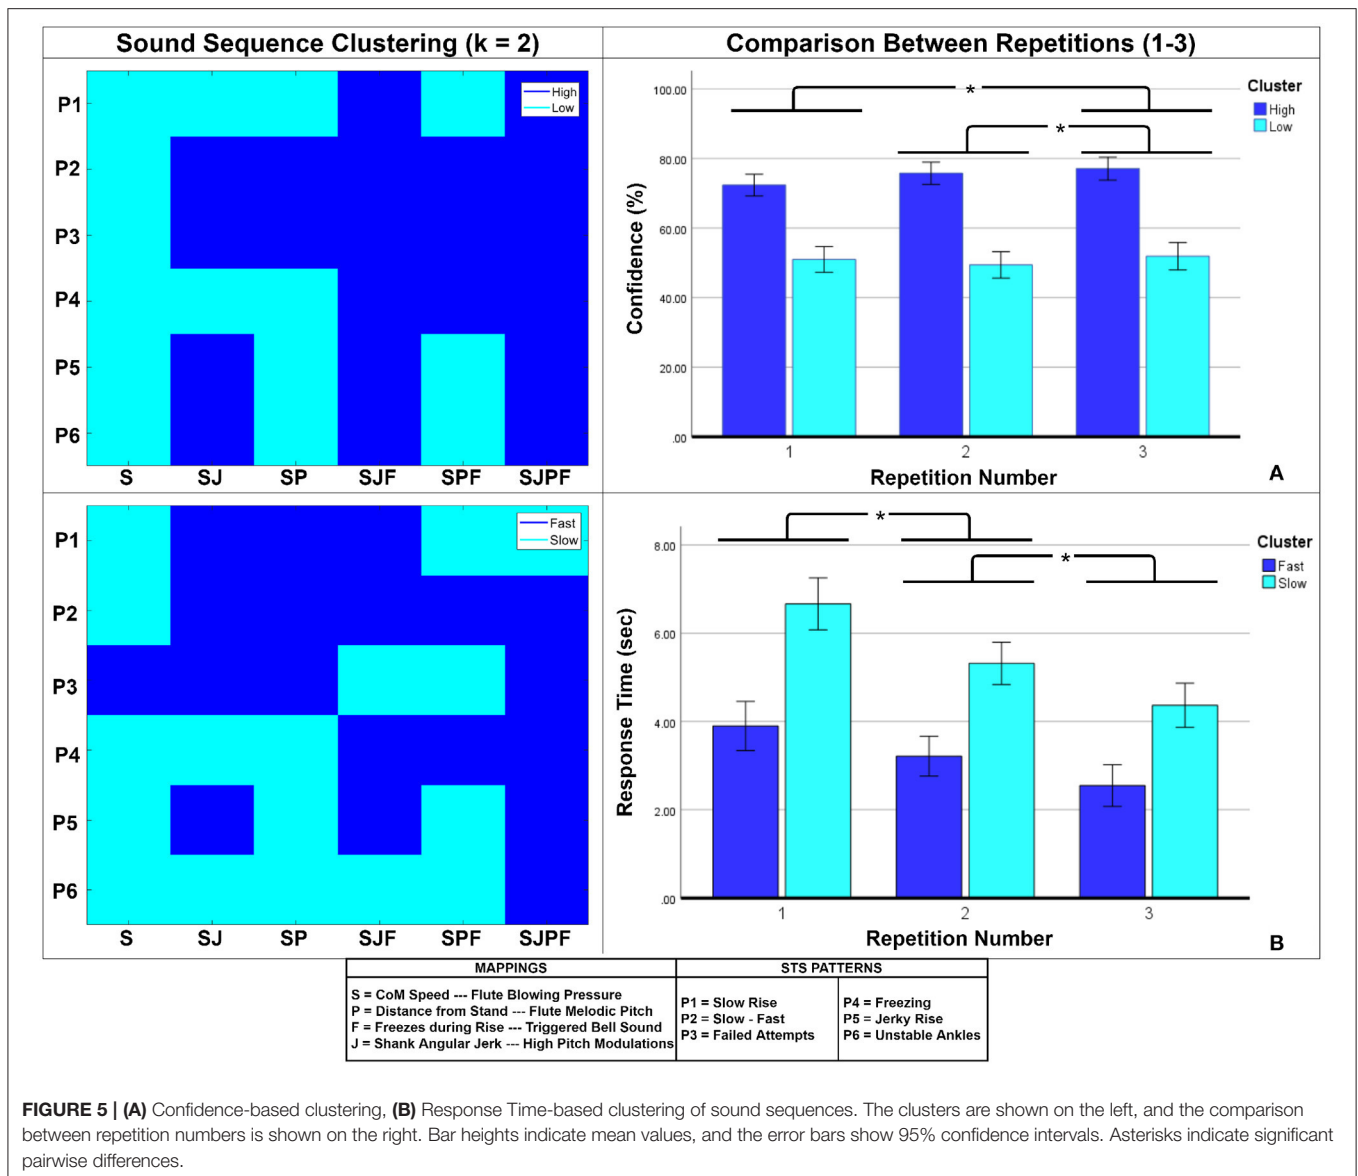 Sound Sequence Clustering (k = 2)
Comparison Between Repetitions (1-3)
P1
P2
P3
P4
P5
P6
High
Low
S SJ SP SJF SPF SJPF
Confidence (%)
100.00
80.00
60.00
40.00
20.00
.00
*
*
Cluster
High
Low
1 2 3
Repetition Number
A
P1
P2
P3
P4
P5
P6
Fast
Slow
S SJ SP SJF SPF SJPF
Response Time (sec)
8.00
6.00
4.00
2.00
.00
*
*
Cluster
Fast
Slow
1 2 3
Repetition Number
B
MAPPINGS
S = CoM Speed --- Flute Blowing Pressure
P = Distance from Stand --- Flute Melodic Pitch
F = Freezes during Rise --- Triggered Bell Sound
J = Shank Angular Jerk --- High Pitch Modulations
STS PATTERNS
P1 = Slow Rise
P2 = Slow - Fast
P3 = Failed Attempts
P4 = Freezing
P5 = Jerky Rise
P6 = Unstable Ankles
FIGURE 5 | (A) Confidence-based clustering, (B) Response Time-based clustering of sound sequences. The clusters are shown on the left, and the comparison
between repetition numbers is shown on the right. Bar heights indicate mean values, and the error bars show 95% confidence intervals. Asterisks indicate significant
pairwise differences.